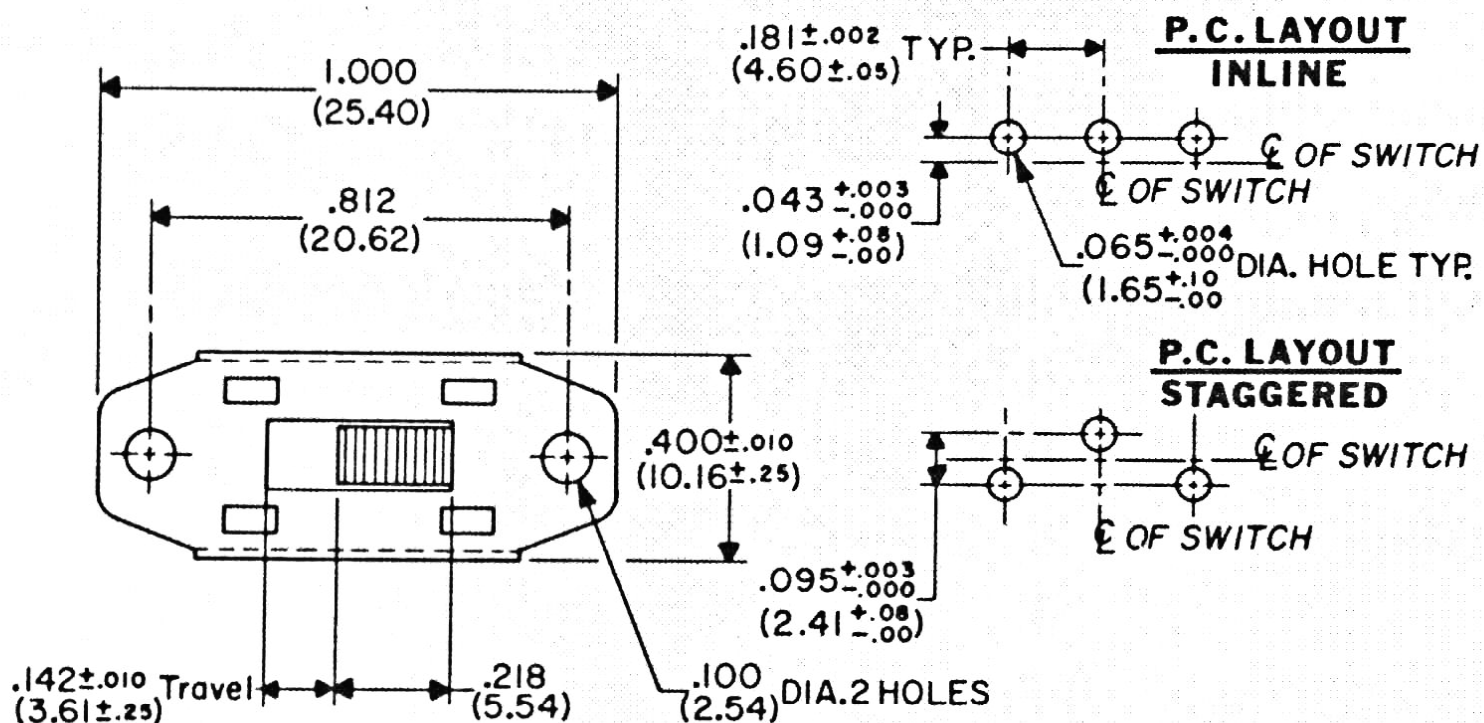 1.000
(25.40)
.812
(20.62)
.400±.010
(10.16±.25)
.142±.010 Travel
(3.61±.25)
.218
(5.54)
.100 DIA. 2 HOLES
(2.54)
P.C. LAYOUT
INLINE
.181±.002 TYP.
(4.60±.05)
℄ OF SWITCH
℄ OF SWITCH
.043 +.003 -.000
(1.09 +.08 -.00)
.065 +.004 -.000 DIA. HOLE TYP.
(1.65 +.10 -.00
P.C. LAYOUT
STAGGERED
℄ OF SWITCH
℄ OF SWITCH
.095 +.003 -.000
(2.41 +.08 -.00)